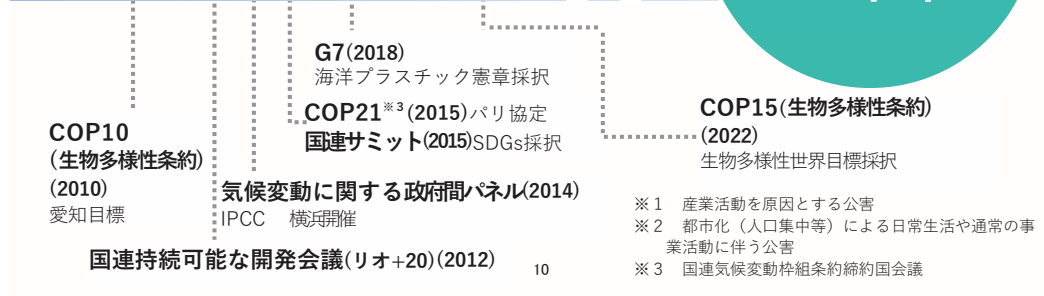 G7(2018)
海洋プラスチック憲章採択
COP21※3(2015)パリ協定
国連サミット(2015)SDGs採択
COP10
(生物多様性条約)
(2010)
愛知目標
気候変動に関する政府間パネル(2014)
IPCC 横浜開催
国連持続可能な開発会議(リオ+20)(2012)
COP15(生物多様性条約)
(2022)
生物多様性世界目標採択
※1 産業活動を原因とする公害
※2 都市化（人口集中等）による日常生活や通常の事
業活動に伴う公害
※3 国連気候変動枠組条約締約国会議
10